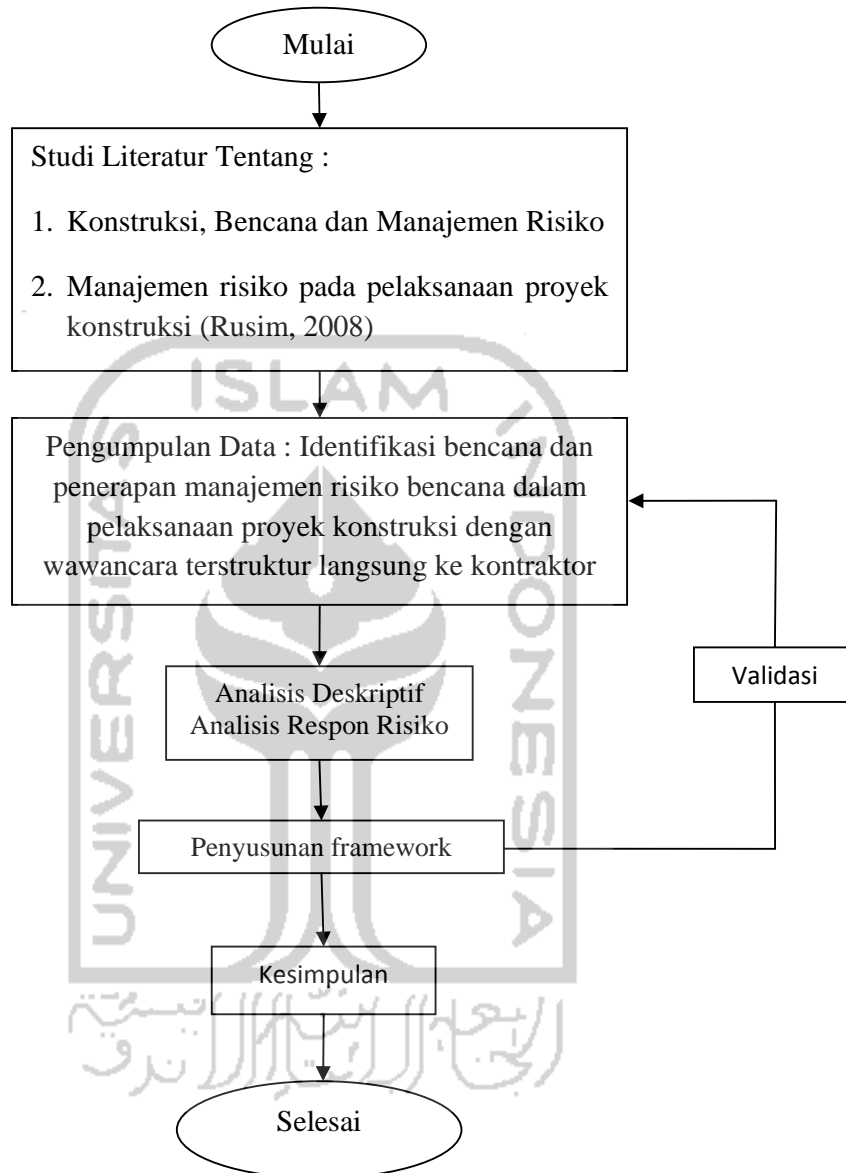 Mulai
Studi Literatur Tentang :
1. Konstruksi, Bencana dan Manajemen Risiko
2. Manajemen risiko pada pelaksanaan proyek
konstruksi (Rusim, 2008)
UNIVERSITAS
ISLAM
INDONESIA
Pengumpulan Data : Identifikasi bencana dan
penerapan manajemen risiko bencana dalam
pelaksanaan proyek konstruksi dengan
wawancara terstruktur langsung ke kontraktor
Validasi
Analisis Deskriptif
Analisis Respon Risiko
Penyusunan framework
Kesimpulan
Selesai